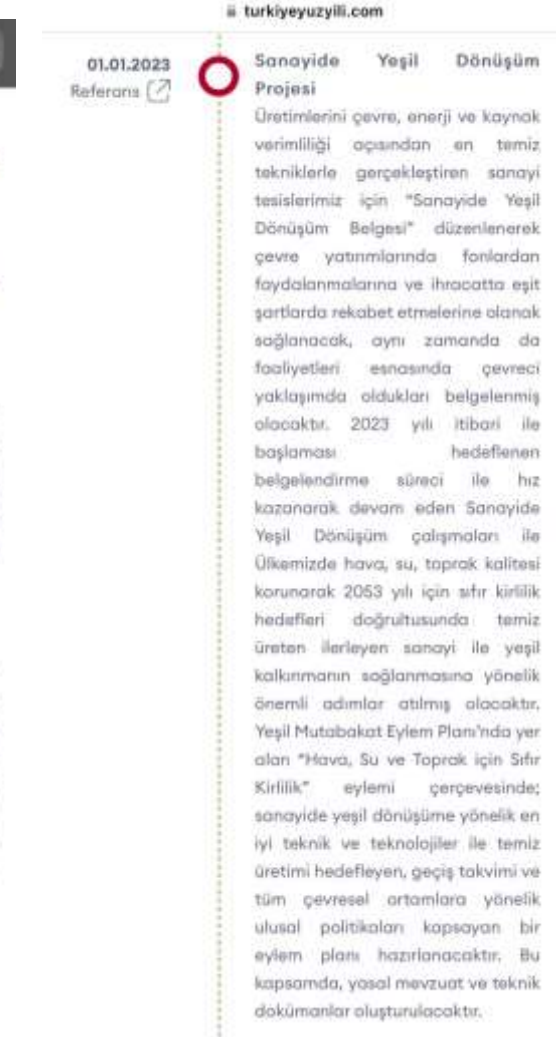 turkiyeyuzyili.com
01.01.2023
Referans
Sanayide Yeşil Dönüşüm
Projesi
Üretimlerini çevre, enerji ve kaynak
verimliliği açısından en temiz
tekniklerle gerçekleştiren sanayi
tesislerimiz için "Sanayide Yeşil
Dönüşüm Belgesi" düzenlenerek
çevre yatırımlarında fonlardan
faydalanmalarına ve ihracatta eşit
şartlarda rekabet etmelerine olanak
sağlanacak, aynı zamanda da
faaliyetleri esnasında çevreci
yaklaşımda oldukları belgelenmiş
olacaktır. 2023 yılı itibari ile
başlaması hedeflenen
belgelendirme süreci ile hız
kazanarak devam eden Sanayide
Yeşil Dönüşüm çalışmaları ile
Ülkemizde hava, su, toprak kalitesi
korunarak 2053 yılı için sıfır kirlilik
hedefleri doğrultusunda temiz
üreten ilerleyen sanayi ile yeşil
kalkınmanın sağlanmasına yönelik
önemli adımlar atılmış olacaktır.
Yeşil Mutabakat Eylem Planı'nda yer
alan "Hava, Su ve Toprak için Sıfır
Kirlilik" eylemi çerçevesinde;
sanayide yeşil dönüşüme yönelik en
iyi teknik ve teknolojiler ile temiz
üretimi hedefleyen, geçiş takvimi ve
tüm çevresel ortamlara yönelik
ulusal politikaları kapsayan bir
eylem planı hazırlanacaktır. Bu
kapsamda, yasal mevzuat ve teknik
dokümanlar oluşturulacaktır.